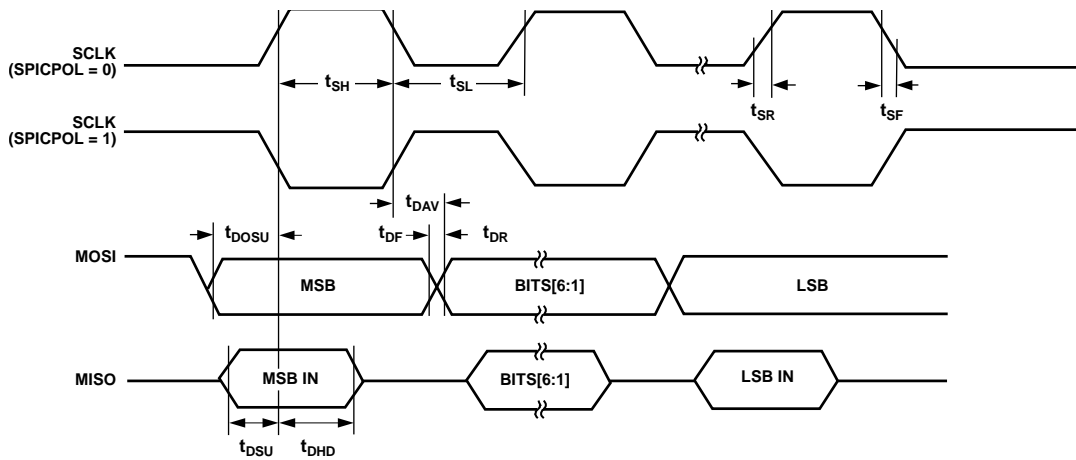 SCLK
(SPICPOL = 0)
tSH
tSL
tSR
tSF
SCLK
(SPICPOL = 1)
tDAV
tDOSU
tDF
tDR
MOSI
MSB
BITS[6:1]
LSB
MISO
MSB IN
BITS[6:1]
LSB IN
tDSU
tDHD